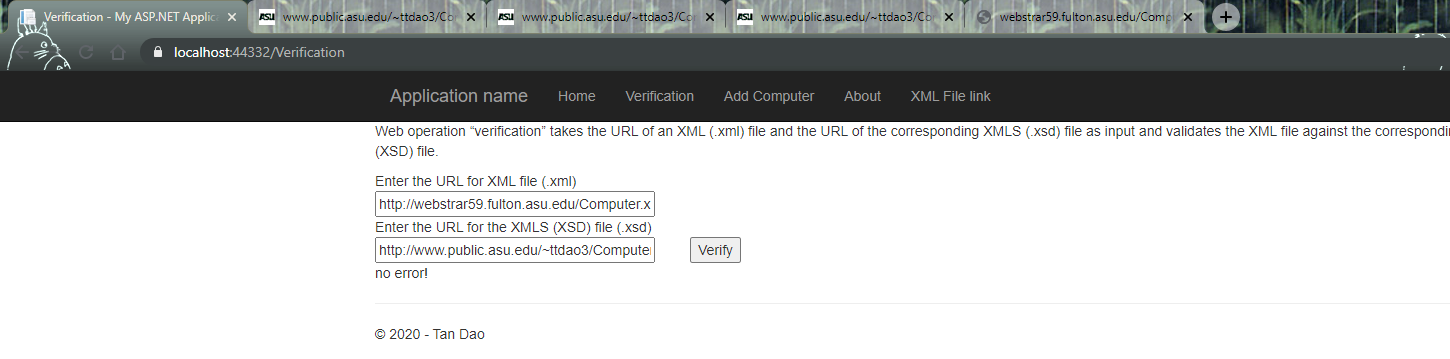 Verification - My ASP.NET Applic
ASU www.public.asu.edu/~ttdao3/Co
ASU www.public.asu.edu/~ttdao3/Co
ASU www.public.asu.edu/~ttdao3/Co
webstrar59.fulton.asu.edu/Comp
localhost:44332/Verification
Application name Home Verification Add Computer About XML File link
Web operation “verification” takes the URL of an XML (.xml) file and the URL of the corresponding XMLS (.xsd) file as input and validates the XML file against the correspondi
(XSD) file.
Enter the URL for XML file (.xml)
http://webstrar59.fulton.asu.edu/Computer.x
Enter the URL for the XMLS (XSD) file (.xsd)
http://www.public.asu.edu/~ttdao3/Compute Verify
no error!
© 2020 - Tan Dao